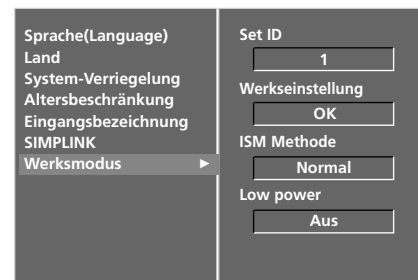 Sprache(Language)
Land
System-Verriegelung
Altersbeschränkung
Eingangsbezeichnung
SIMPLINK
Werksmodus ►
Set ID
1
Werkseinstellung
OK
ISM Methode
Normal
Low power
Aus